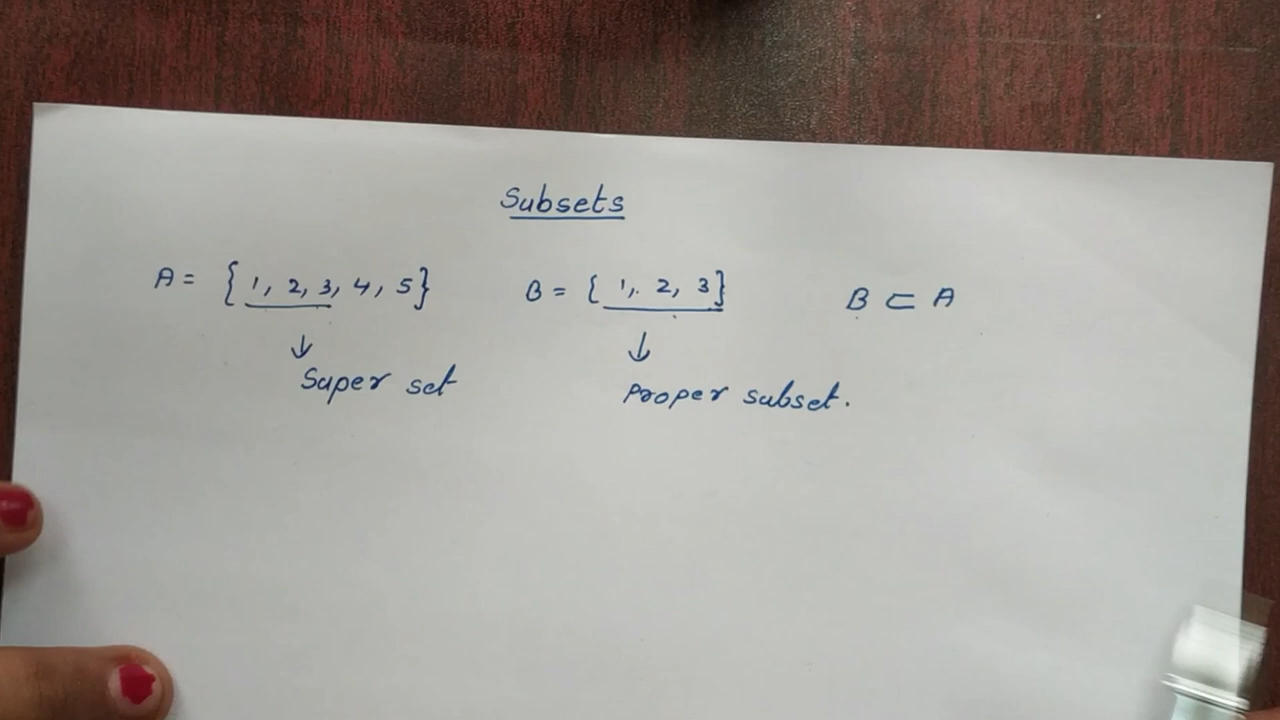 Subsets
A = { 1, 2, 3, 4, 5} B = { 1, 2, 3} B ⊂ A
↓ ↓
Super set Proper subset.